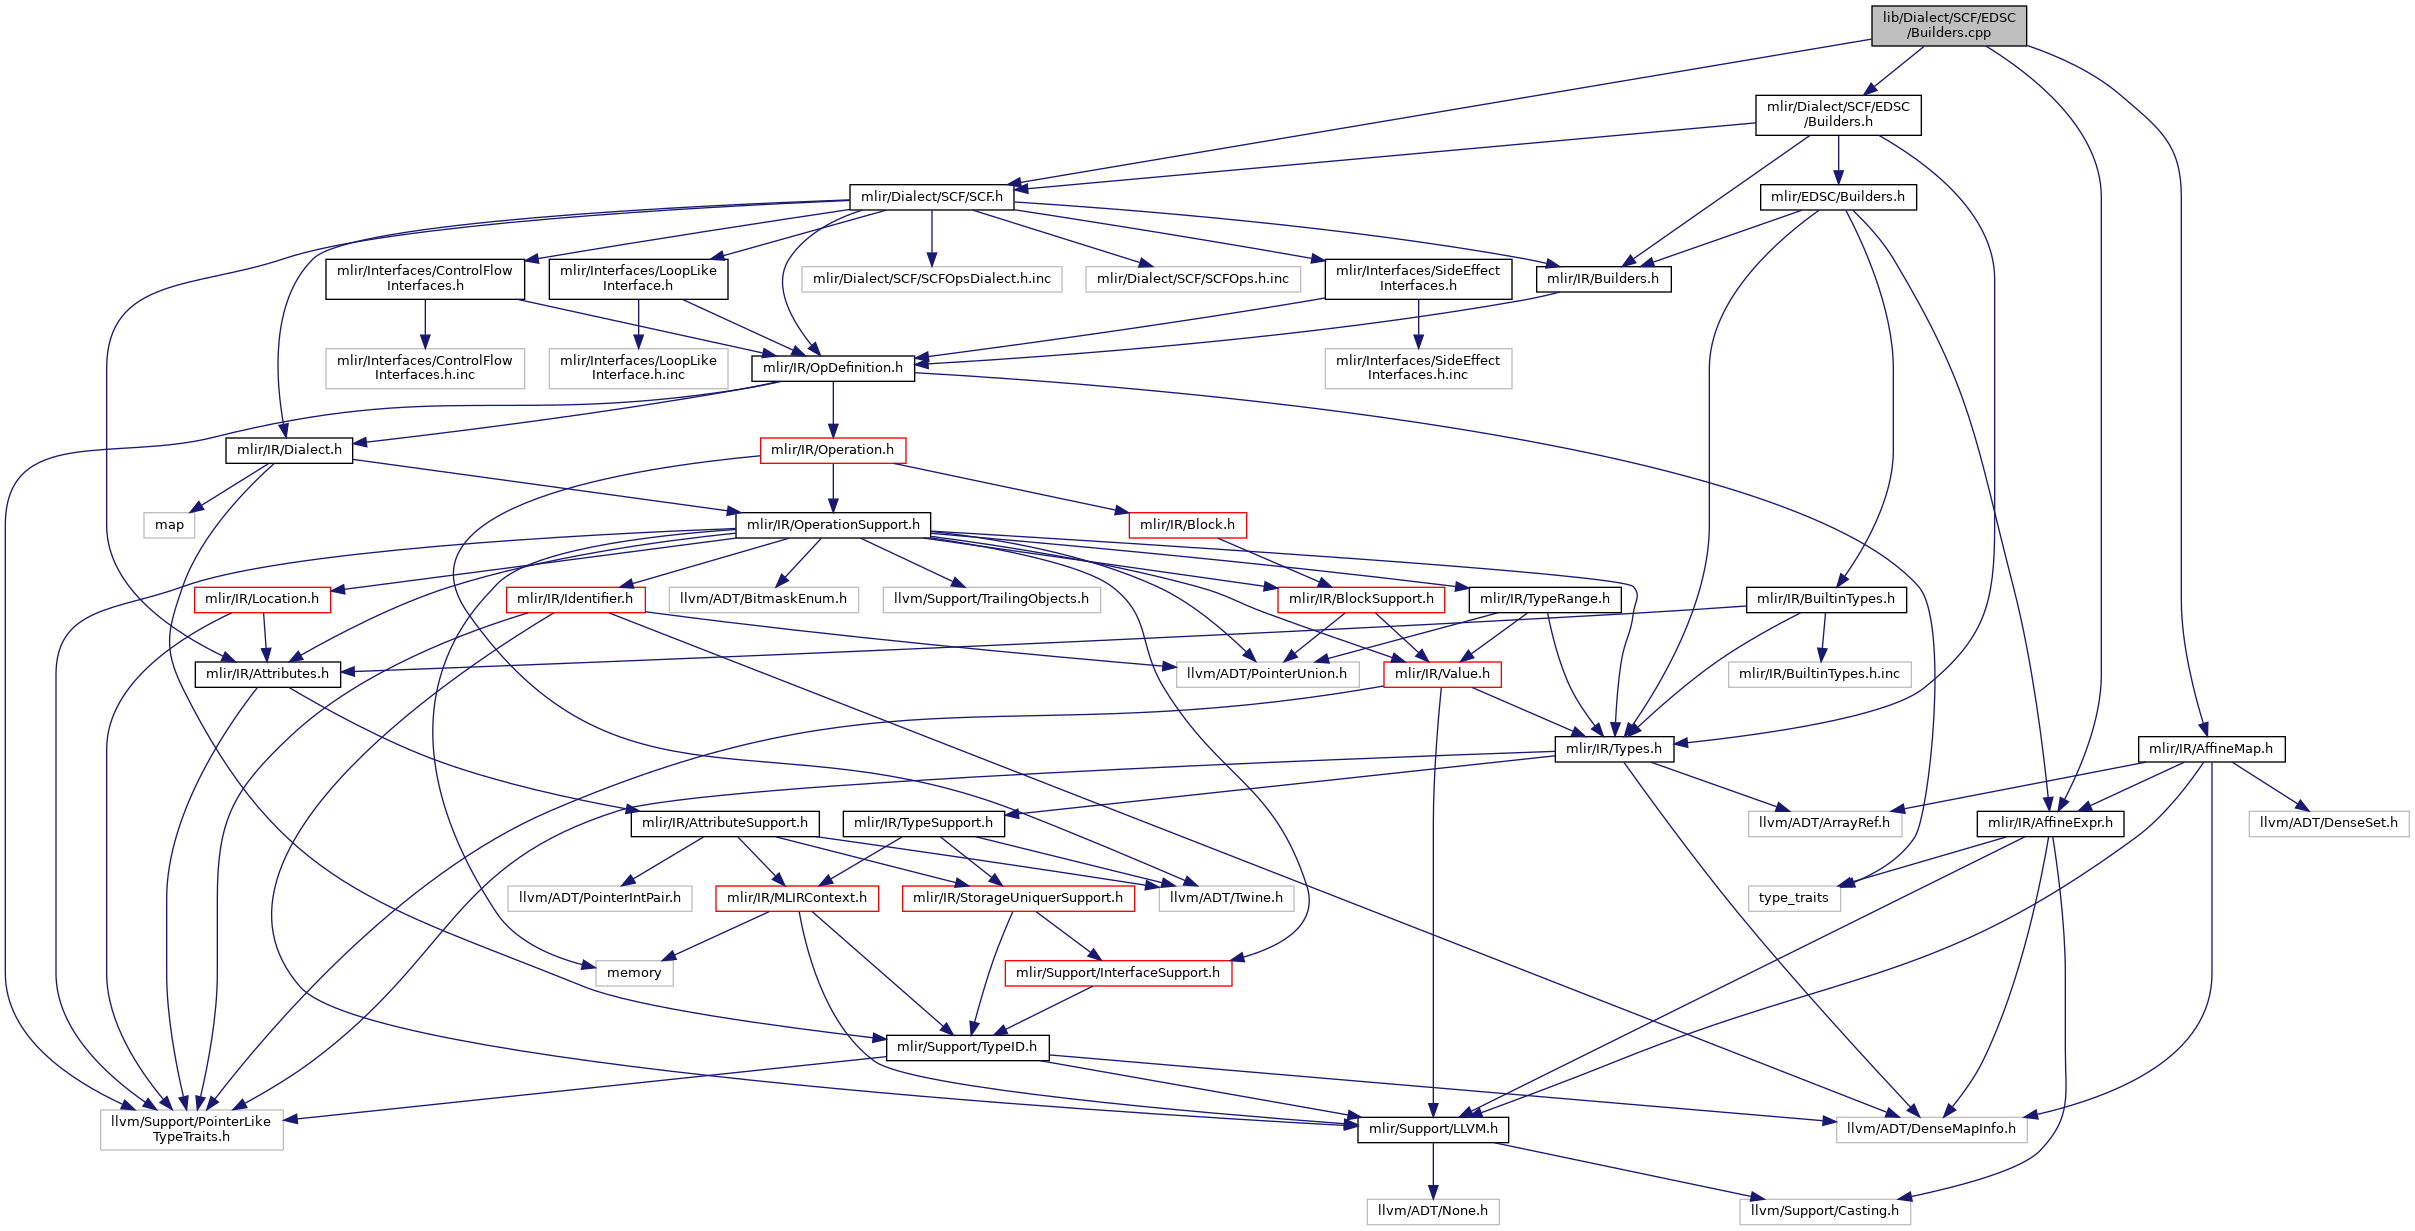 lib/Dialect/SCF/EDSC
/Builders.cpp
mlir/Dialect/SCF/EDSC
/Builders.h
mlir/Dialect/SCF/SCF.h
mlir/EDSC/Builders.h
mlir/Interfaces/ControlFlow
Interfaces.h
mlir/Interfaces/LoopLike
Interface.h
mlir/Dialect/SCF/SCFOpsDialect.h.inc
mlir/Dialect/SCF/SCFOps.h.inc
mlir/Interfaces/SideEffect
Interfaces.h
mlir/IR/Builders.h
mlir/Interfaces/ControlFlow
Interfaces.h.inc
mlir/Interfaces/LoopLike
Interface.h.inc
mlir/IR/OpDefinition.h
mlir/Interfaces/SideEffect
Interfaces.h.inc
mlir/IR/Dialect.h
mlir/IR/Operation.h
map
mlir/IR/OperationSupport.h
mlir/IR/Block.h
mlir/IR/Location.h
mlir/IR/Identifier.h
llvm/ADT/BitmaskEnum.h
llvm/Support/TrailingObjects.h
mlir/IR/BlockSupport.h
mlir/IR/TypeRange.h
mlir/IR/BuiltinTypes.h
mlir/IR/Attributes.h
llvm/ADT/PointerUnion.h
mlir/IR/Value.h
mlir/IR/BuiltinTypes.h.inc
mlir/IR/Types.h
mlir/IR/AffineMap.h
mlir/IR/AttributeSupport.h
mlir/IR/TypeSupport.h
llvm/ADT/ArrayRef.h
mlir/IR/AffineExpr.h
llvm/ADT/DenseSet.h
llvm/ADT/PointerIntPair.h
mlir/IR/MLIRContext.h
mlir/IR/StorageUniquerSupport.h
llvm/ADT/Twine.h
type_traits
memory
mlir/Support/InterfaceSupport.h
mlir/Support/TypeID.h
llvm/Support/PointerLike
TypeTraits.h
mlir/Support/LLVM.h
llvm/ADT/DenseMapInfo.h
llvm/ADT/None.h
llvm/Support/Casting.h